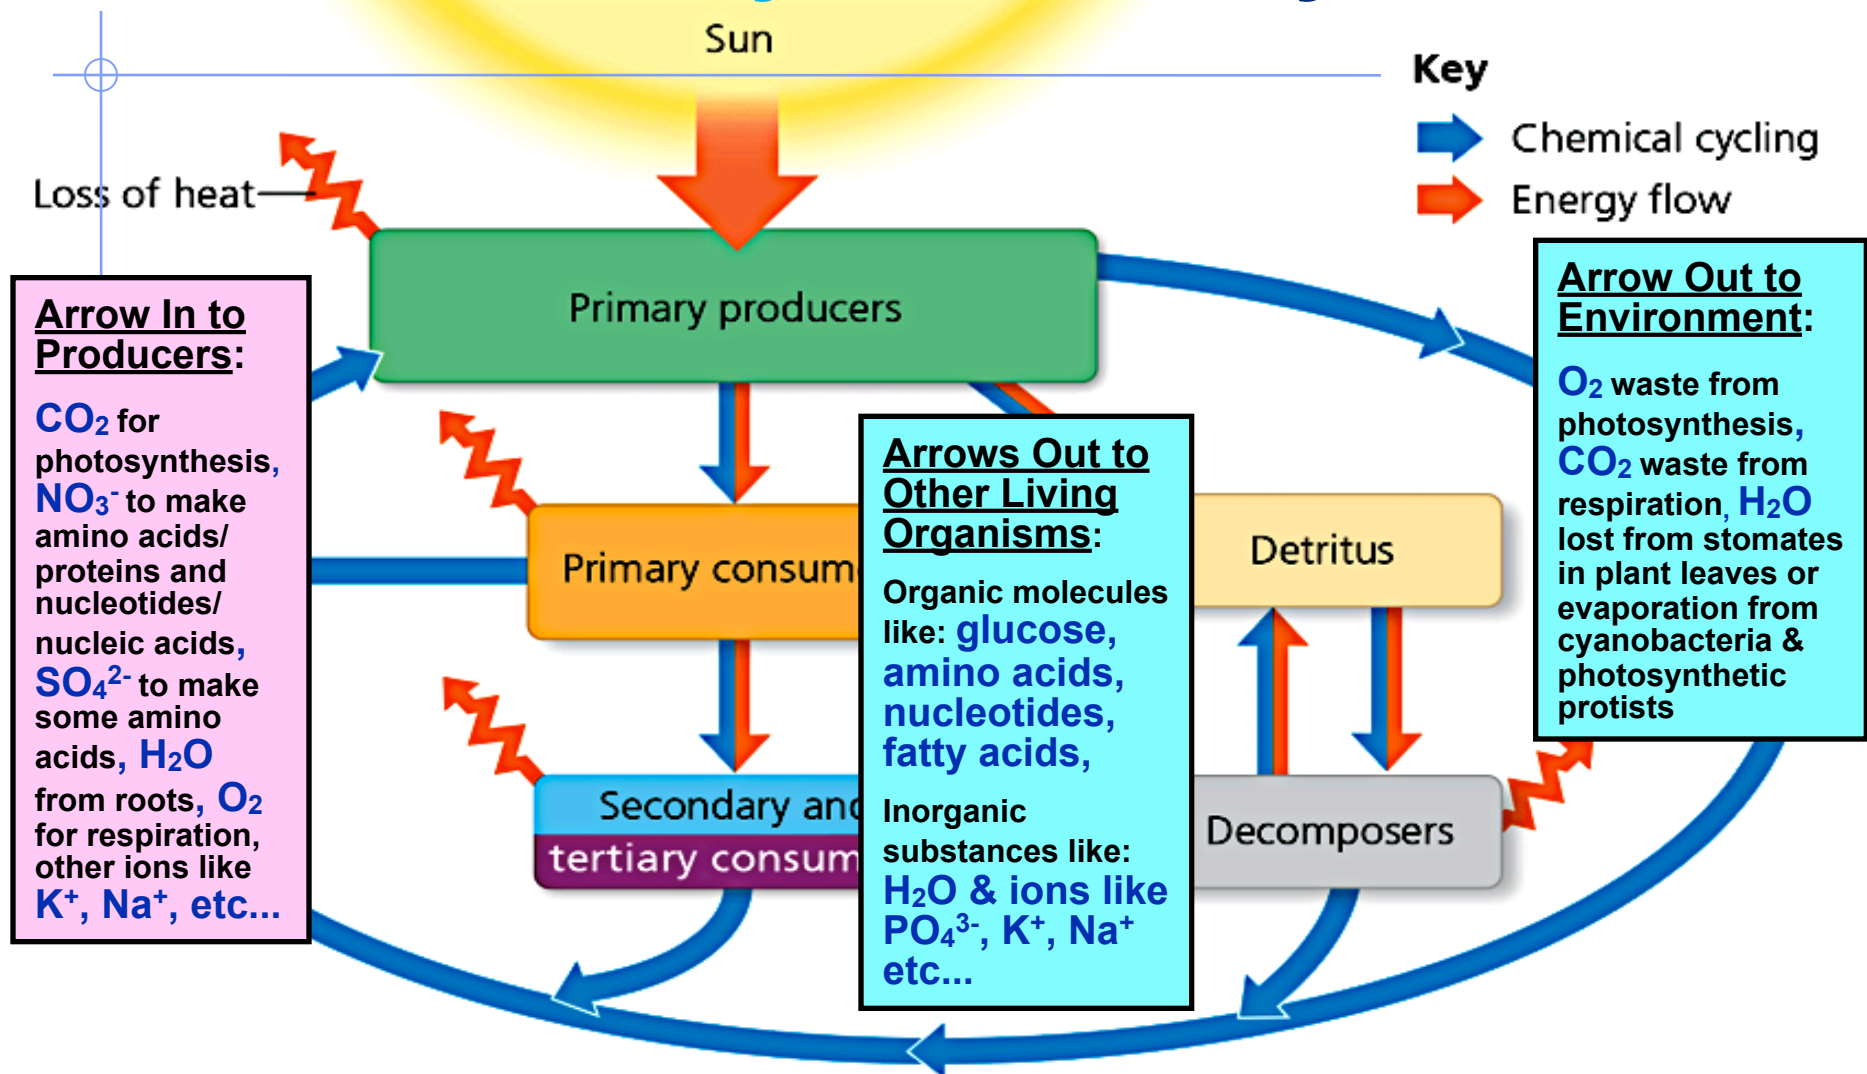 Sun
Key
Chemical cycling
Energy flow
Loss of heat
Primary producers
Arrow In to
Producers:
CO₂ for
photosynthesis,
NO₃⁻ to make
amino acids/
proteins and
nucleotides/
nucleic acids,
SO₄²⁻ to make
some amino
acids, H₂O
from roots, O₂
for respiration,
other ions like
K⁺, Na⁺, etc...
Primary consum
Secondary and
tertiary consum
Arrows Out to
Other Living
Organisms:
Organic molecules
like: glucose,
amino acids,
nucleotides,
fatty acids,
Inorganic
substances like:
H₂O & ions like
PO₄³⁻, K⁺, Na⁺
etc...
Detritus
Decomposers
Arrow Out to
Environment:
O₂ waste from
photosynthesis,
CO₂ waste from
respiration, H₂O
lost from stomates
in plant leaves or
evaporation from
cyanobacteria &
photosynthetic
protists